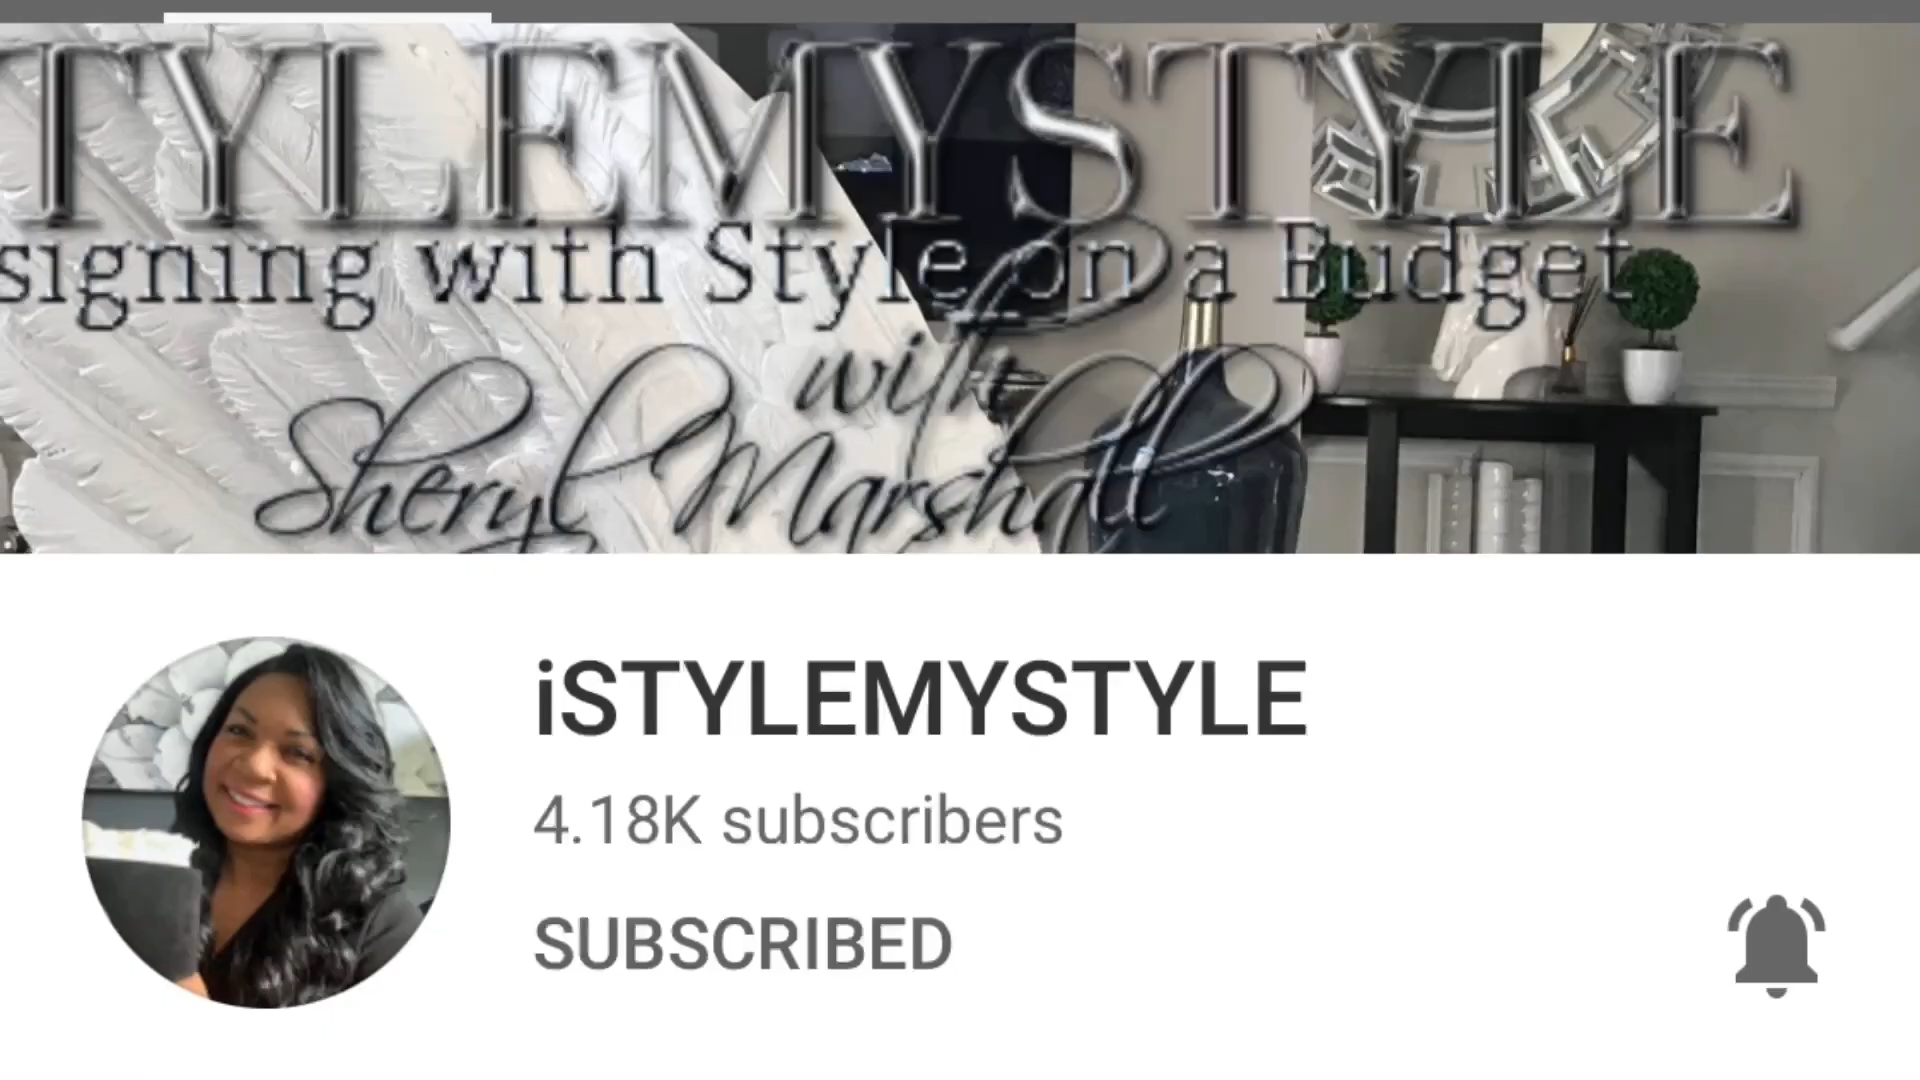 TYLEMYSTYLE
signing with Style on a Budget
with
Sheryl Marshall
iSTYLEMYSTYLE
4.18K subscribers
SUBSCRIBED